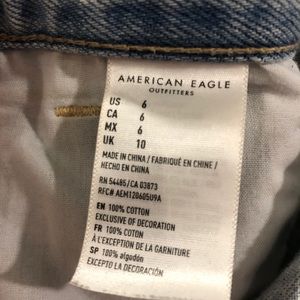 AMERICAN EAGLE
OUTFITTERS
US 6
CA 6
MX 6
UK 10
MADE IN CHINA / FABRIQUÉ EN CHINE /
HECHO EN CHINA
RN 54485/CA 03873
RFC# AEM120605U9A
EN 100% COTTON
EXCLUSIVE OF DECORATION
FR 100% COTON
À L'EXCEPTION DE LA GARNITURE
SP 100% algodón
EXCEPTO LA DECORACIÓN